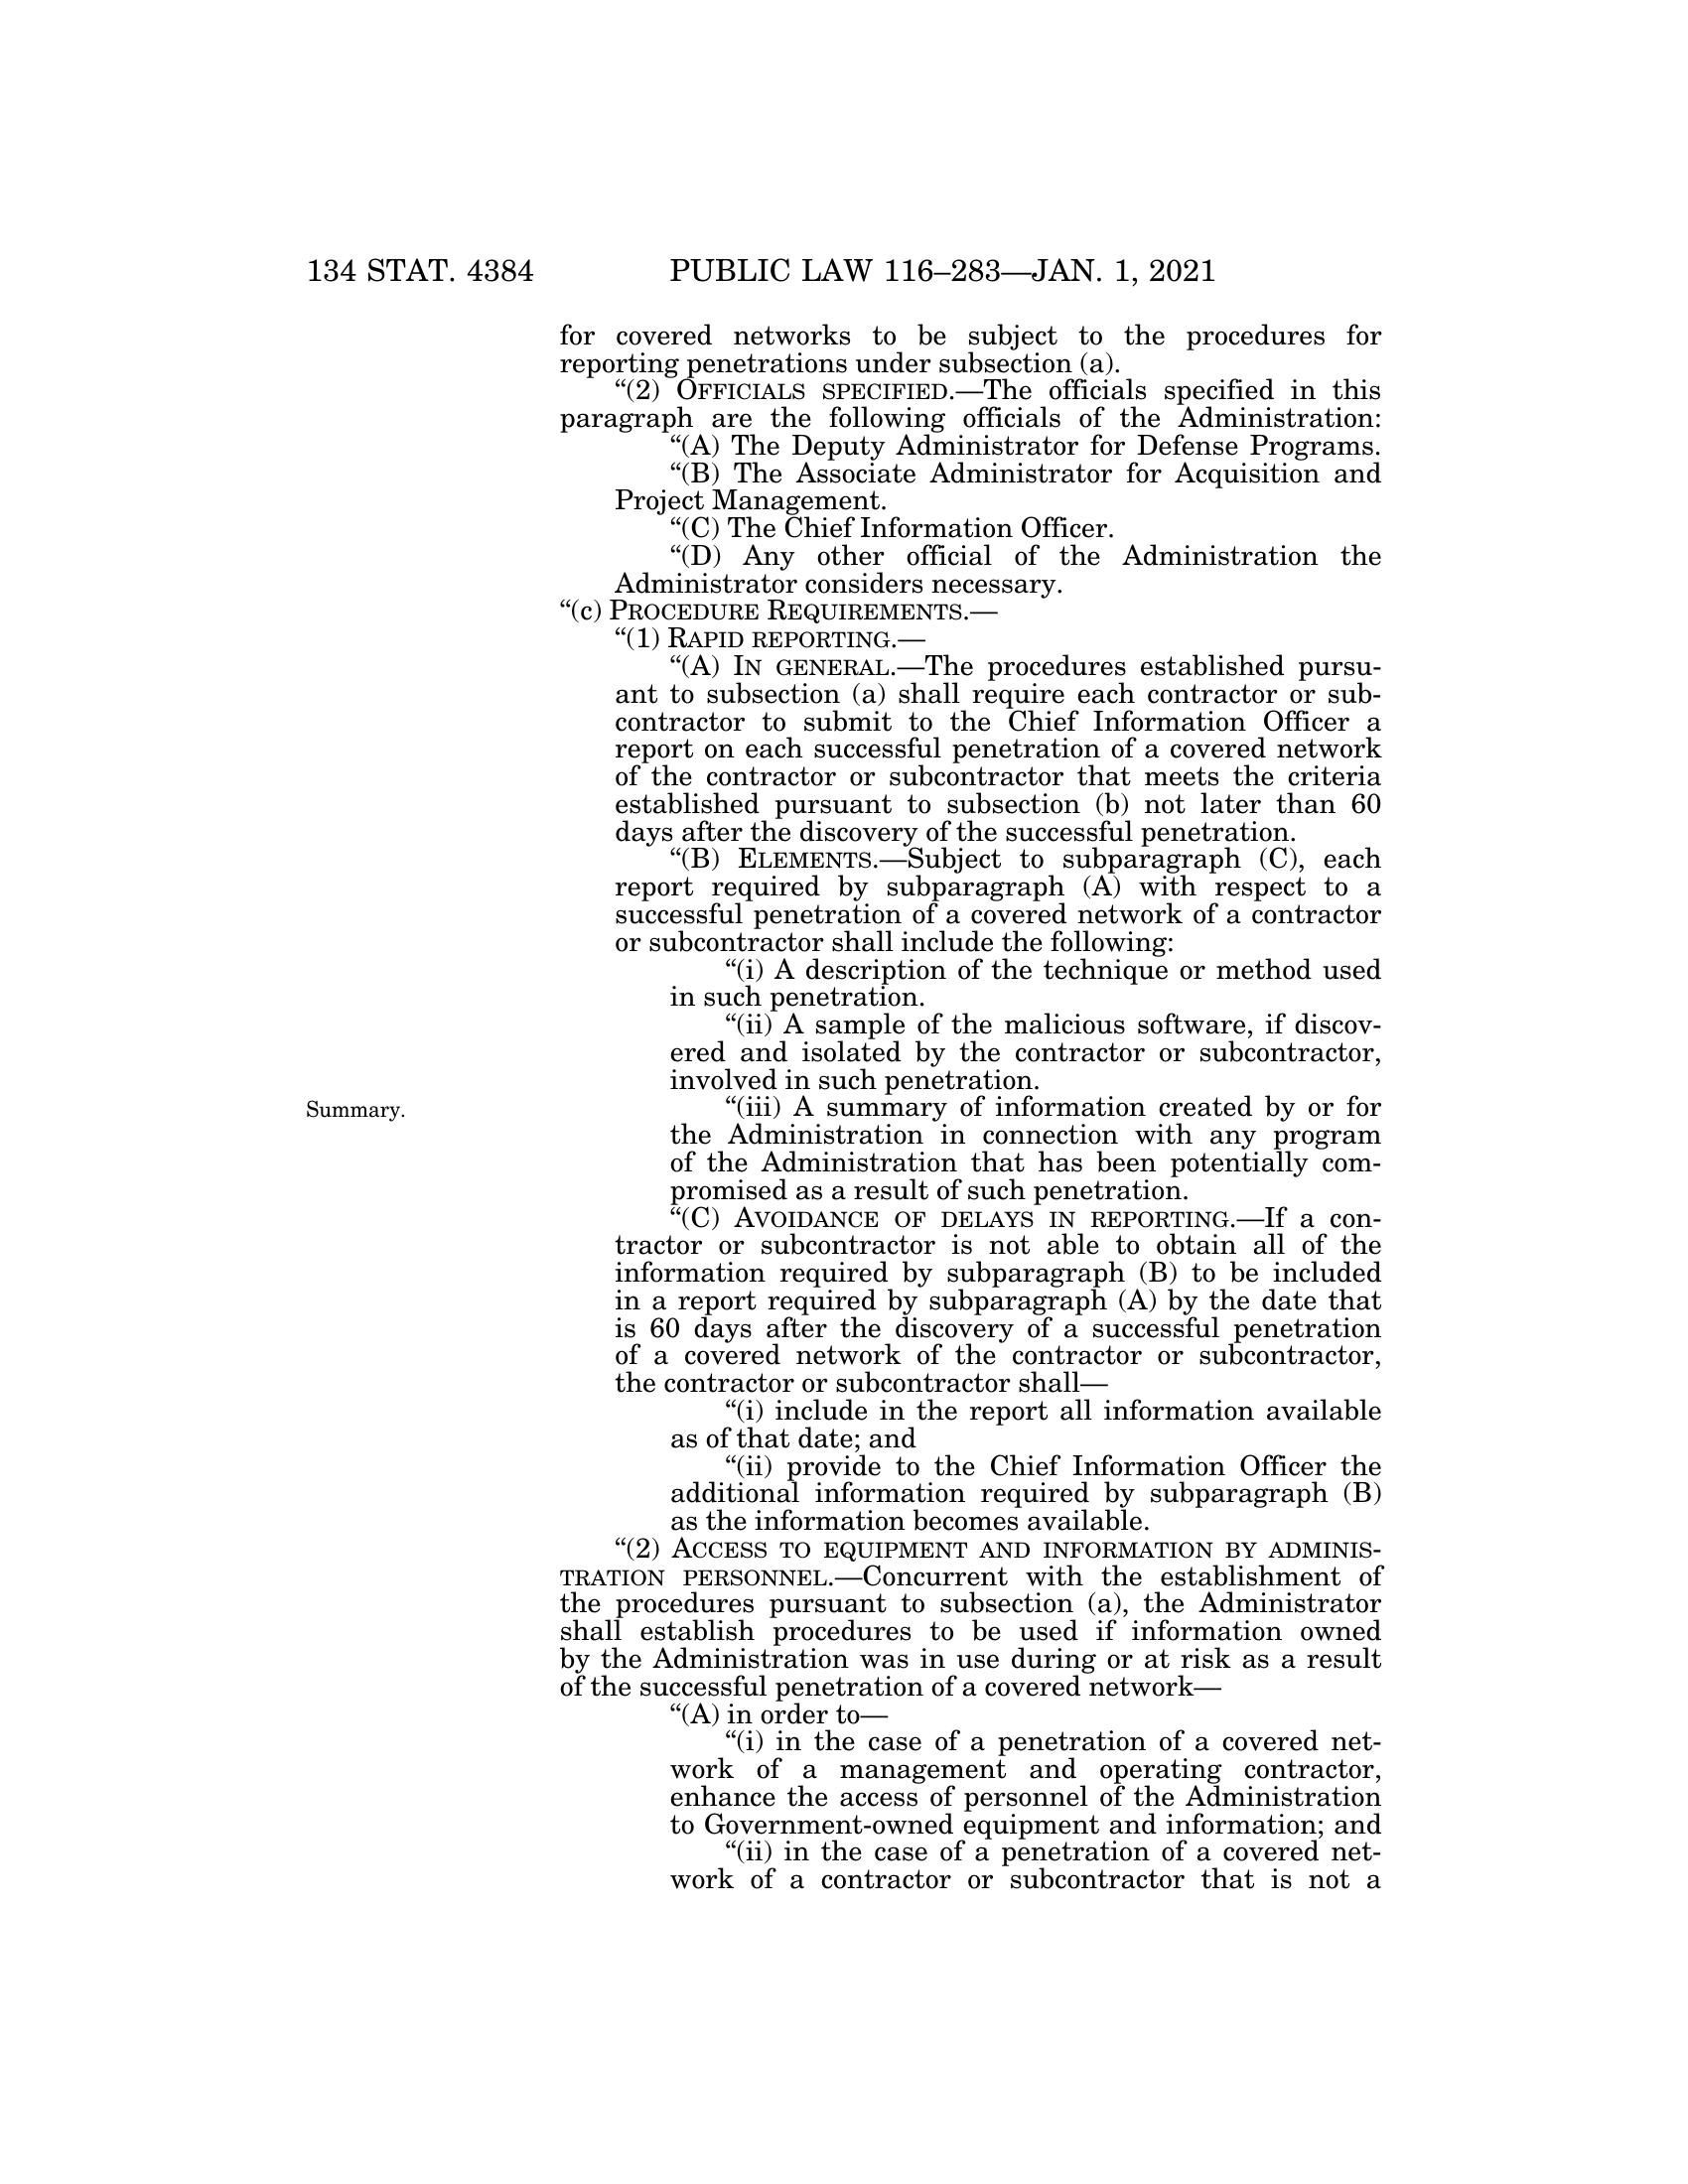 134 STAT. 4384 PUBLIC LAW 116–283—JAN. 1, 2021
for covered networks to be subject to the procedures for
reporting penetrations under subsection (a).
“(2) OFFICIALS SPECIFIED.—The officials specified in this
paragraph are the following officials of the Administration:
“(A) The Deputy Administrator for Defense Programs.
“(B) The Associate Administrator for Acquisition and
Project Management.
“(C) The Chief Information Officer.
“(D) Any other official of the Administration the
Administrator considers necessary.
“(c) PROCEDURE REQUIREMENTS.—
“(1) RAPID REPORTING.—
“(A) IN GENERAL.—The procedures established pursu-
ant to subsection (a) shall require each contractor or sub-
contractor to submit to the Chief Information Officer a
report on each successful penetration of a covered network
of the contractor or subcontractor that meets the criteria
established pursuant to subsection (b) not later than 60
days after the discovery of the successful penetration.
“(B) ELEMENTS.—Subject to subparagraph (C), each
report required by subparagraph (A) with respect to a
successful penetration of a covered network of a contractor
or subcontractor shall include the following:
“(i) A description of the technique or method used
in such penetration.
“(ii) A sample of the malicious software, if discov-
ered and isolated by the contractor or subcontractor,
involved in such penetration.
Summary.
“(iii) A summary of information created by or for
the Administration in connection with any program
of the Administration that has been potentially com-
promised as a result of such penetration.
“(C) AVOIDANCE OF DELAYS IN REPORTING.—If a con-
tractor or subcontractor is not able to obtain all of the
information required by subparagraph (B) to be included
in a report required by subparagraph (A) by the date that
is 60 days after the discovery of a successful penetration
of a covered network of the contractor or subcontractor,
the contractor or subcontractor shall—
“(i) include in the report all information available
as of that date; and
“(ii) provide to the Chief Information Officer the
additional information required by subparagraph (B)
as the information becomes available.
“(2) ACCESS TO EQUIPMENT AND INFORMATION BY ADMINIS-
TRATION PERSONNEL.—Concurrent with the establishment of
the procedures pursuant to subsection (a), the Administrator
shall establish procedures to be used if information owned
by the Administration was in use during or at risk as a result
of the successful penetration of a covered network—
“(A) in order to—
“(i) in the case of a penetration of a covered net-
work of a management and operating contractor,
enhance the access of personnel of the Administration
to Government-owned equipment and information; and
“(ii) in the case of a penetration of a covered net-
work of a contractor or subcontractor that is not a